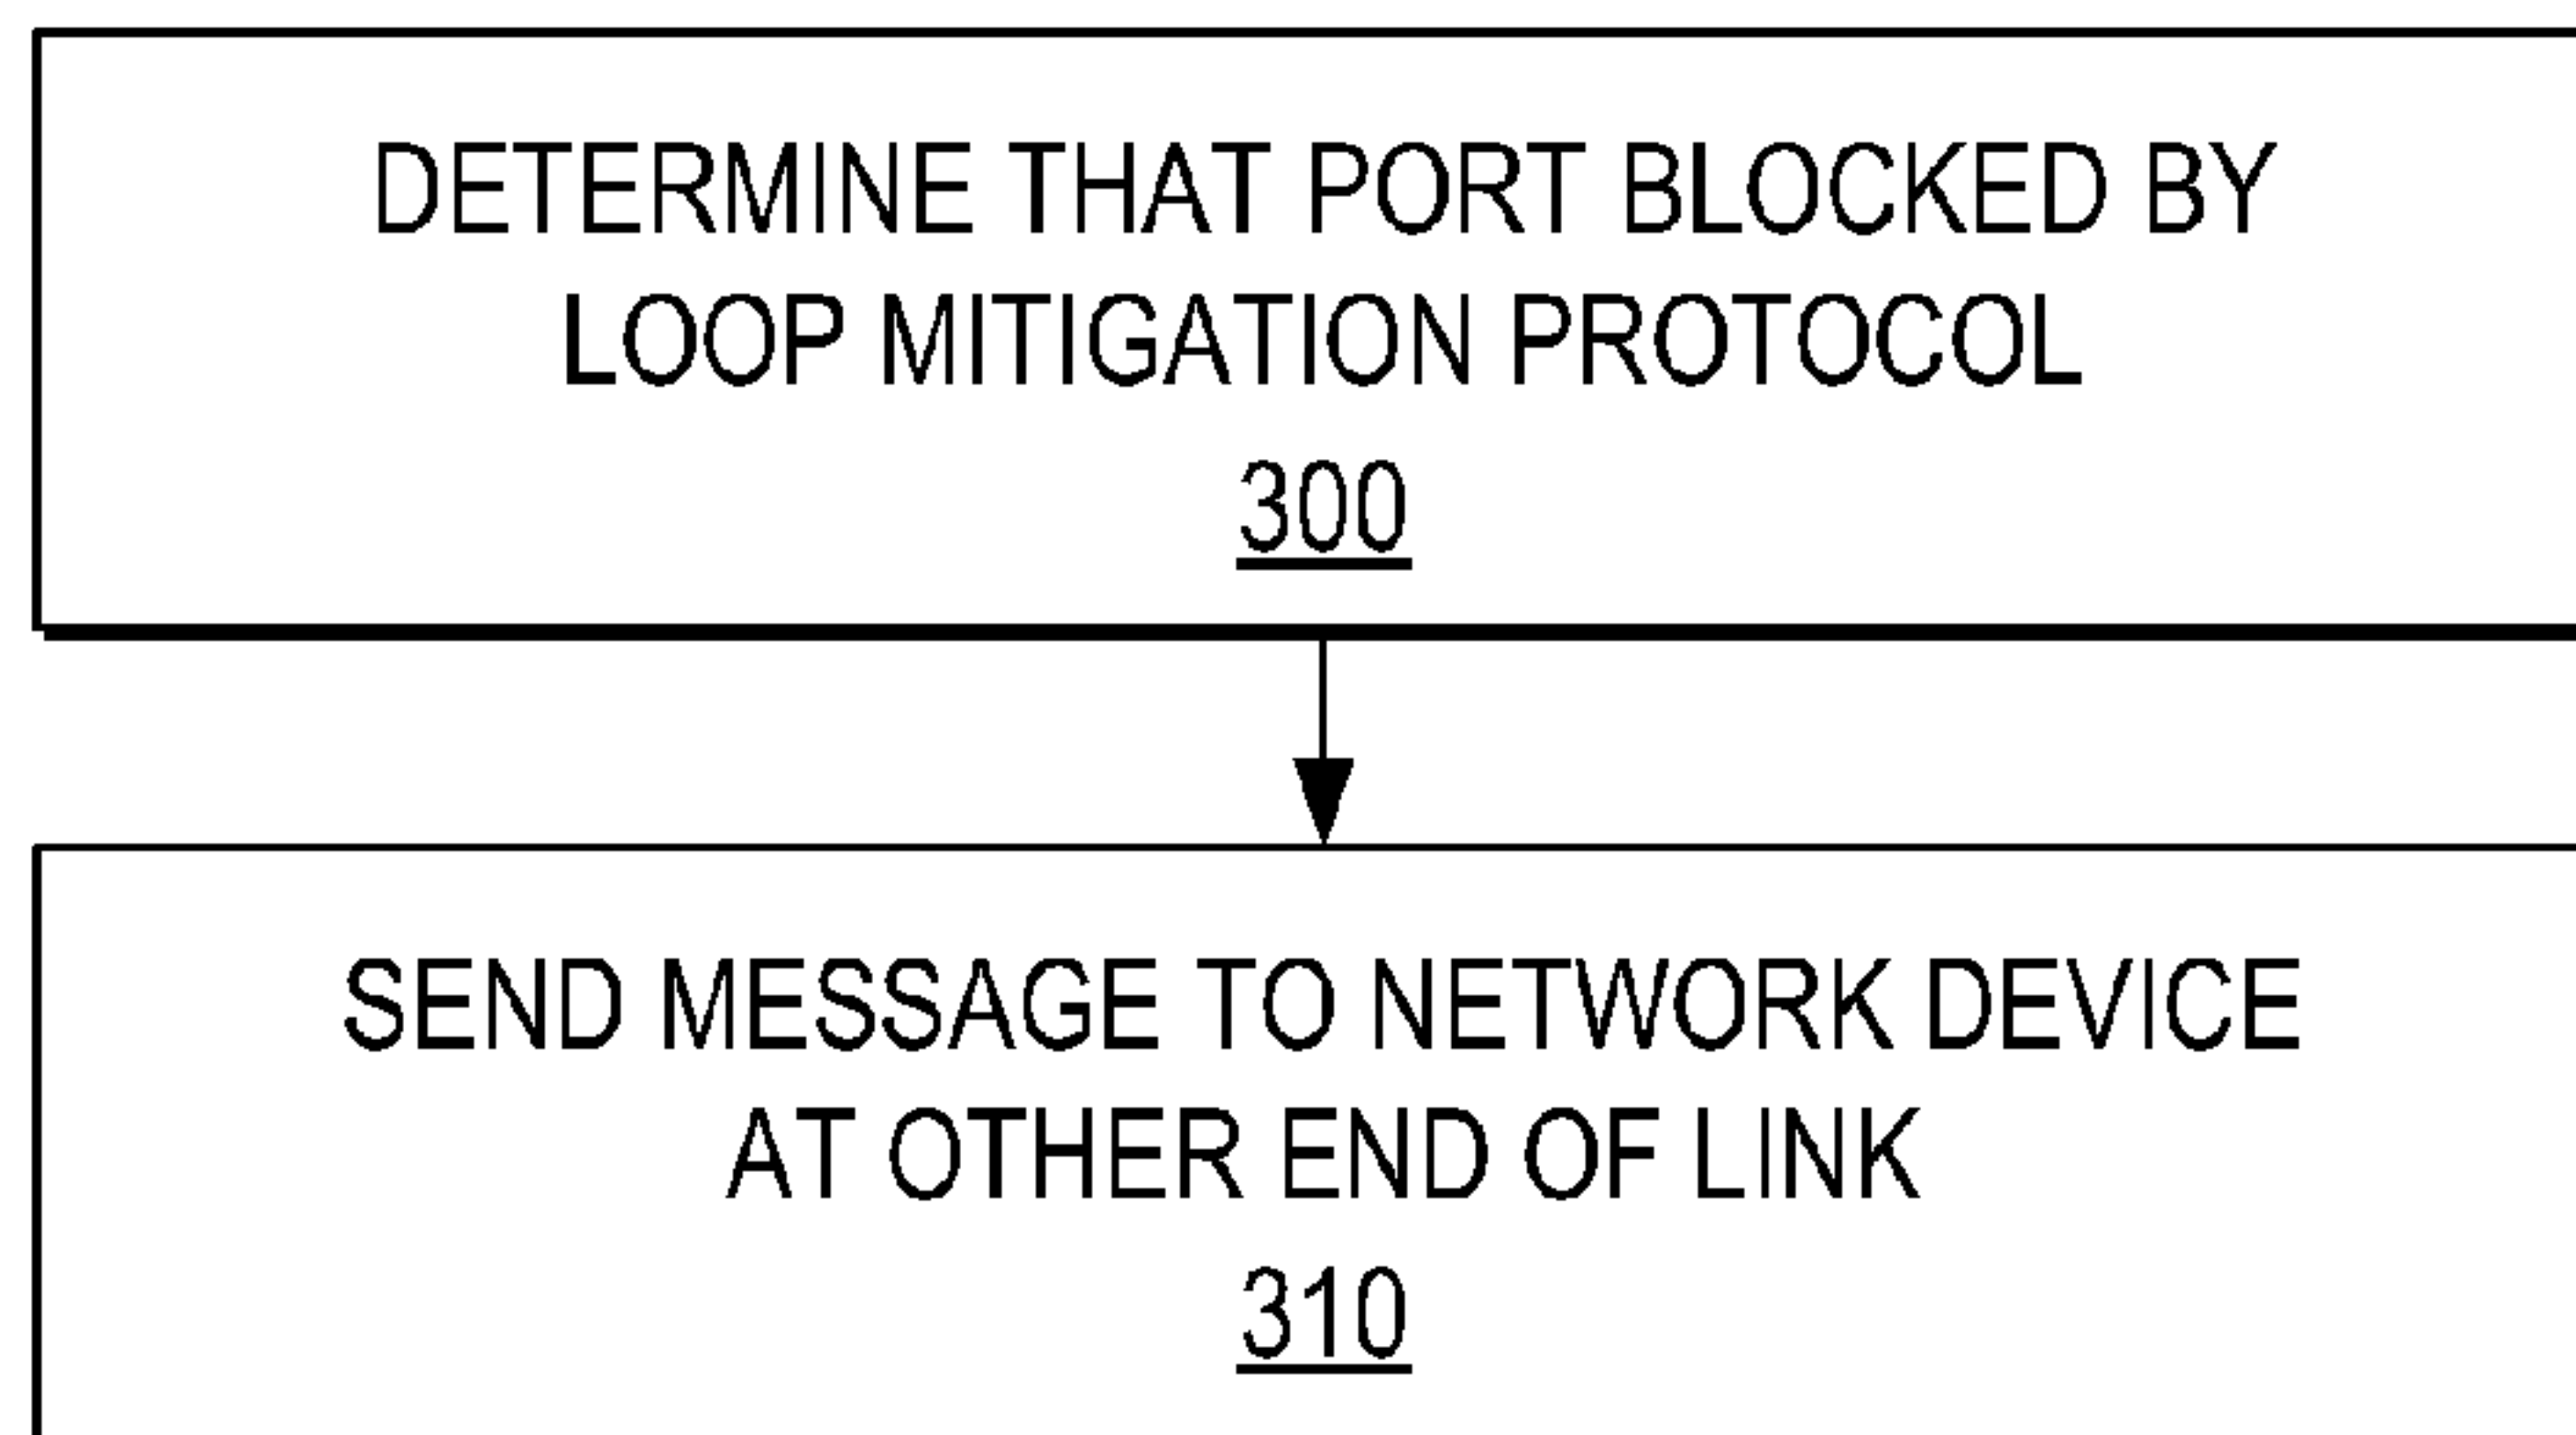 DETERMINE THAT PORT BLOCKED BY
LOOP MITIGATION PROTOCOL
300
SEND MESSAGE TO NETWORK DEVICE
AT OTHER END OF LINK
310